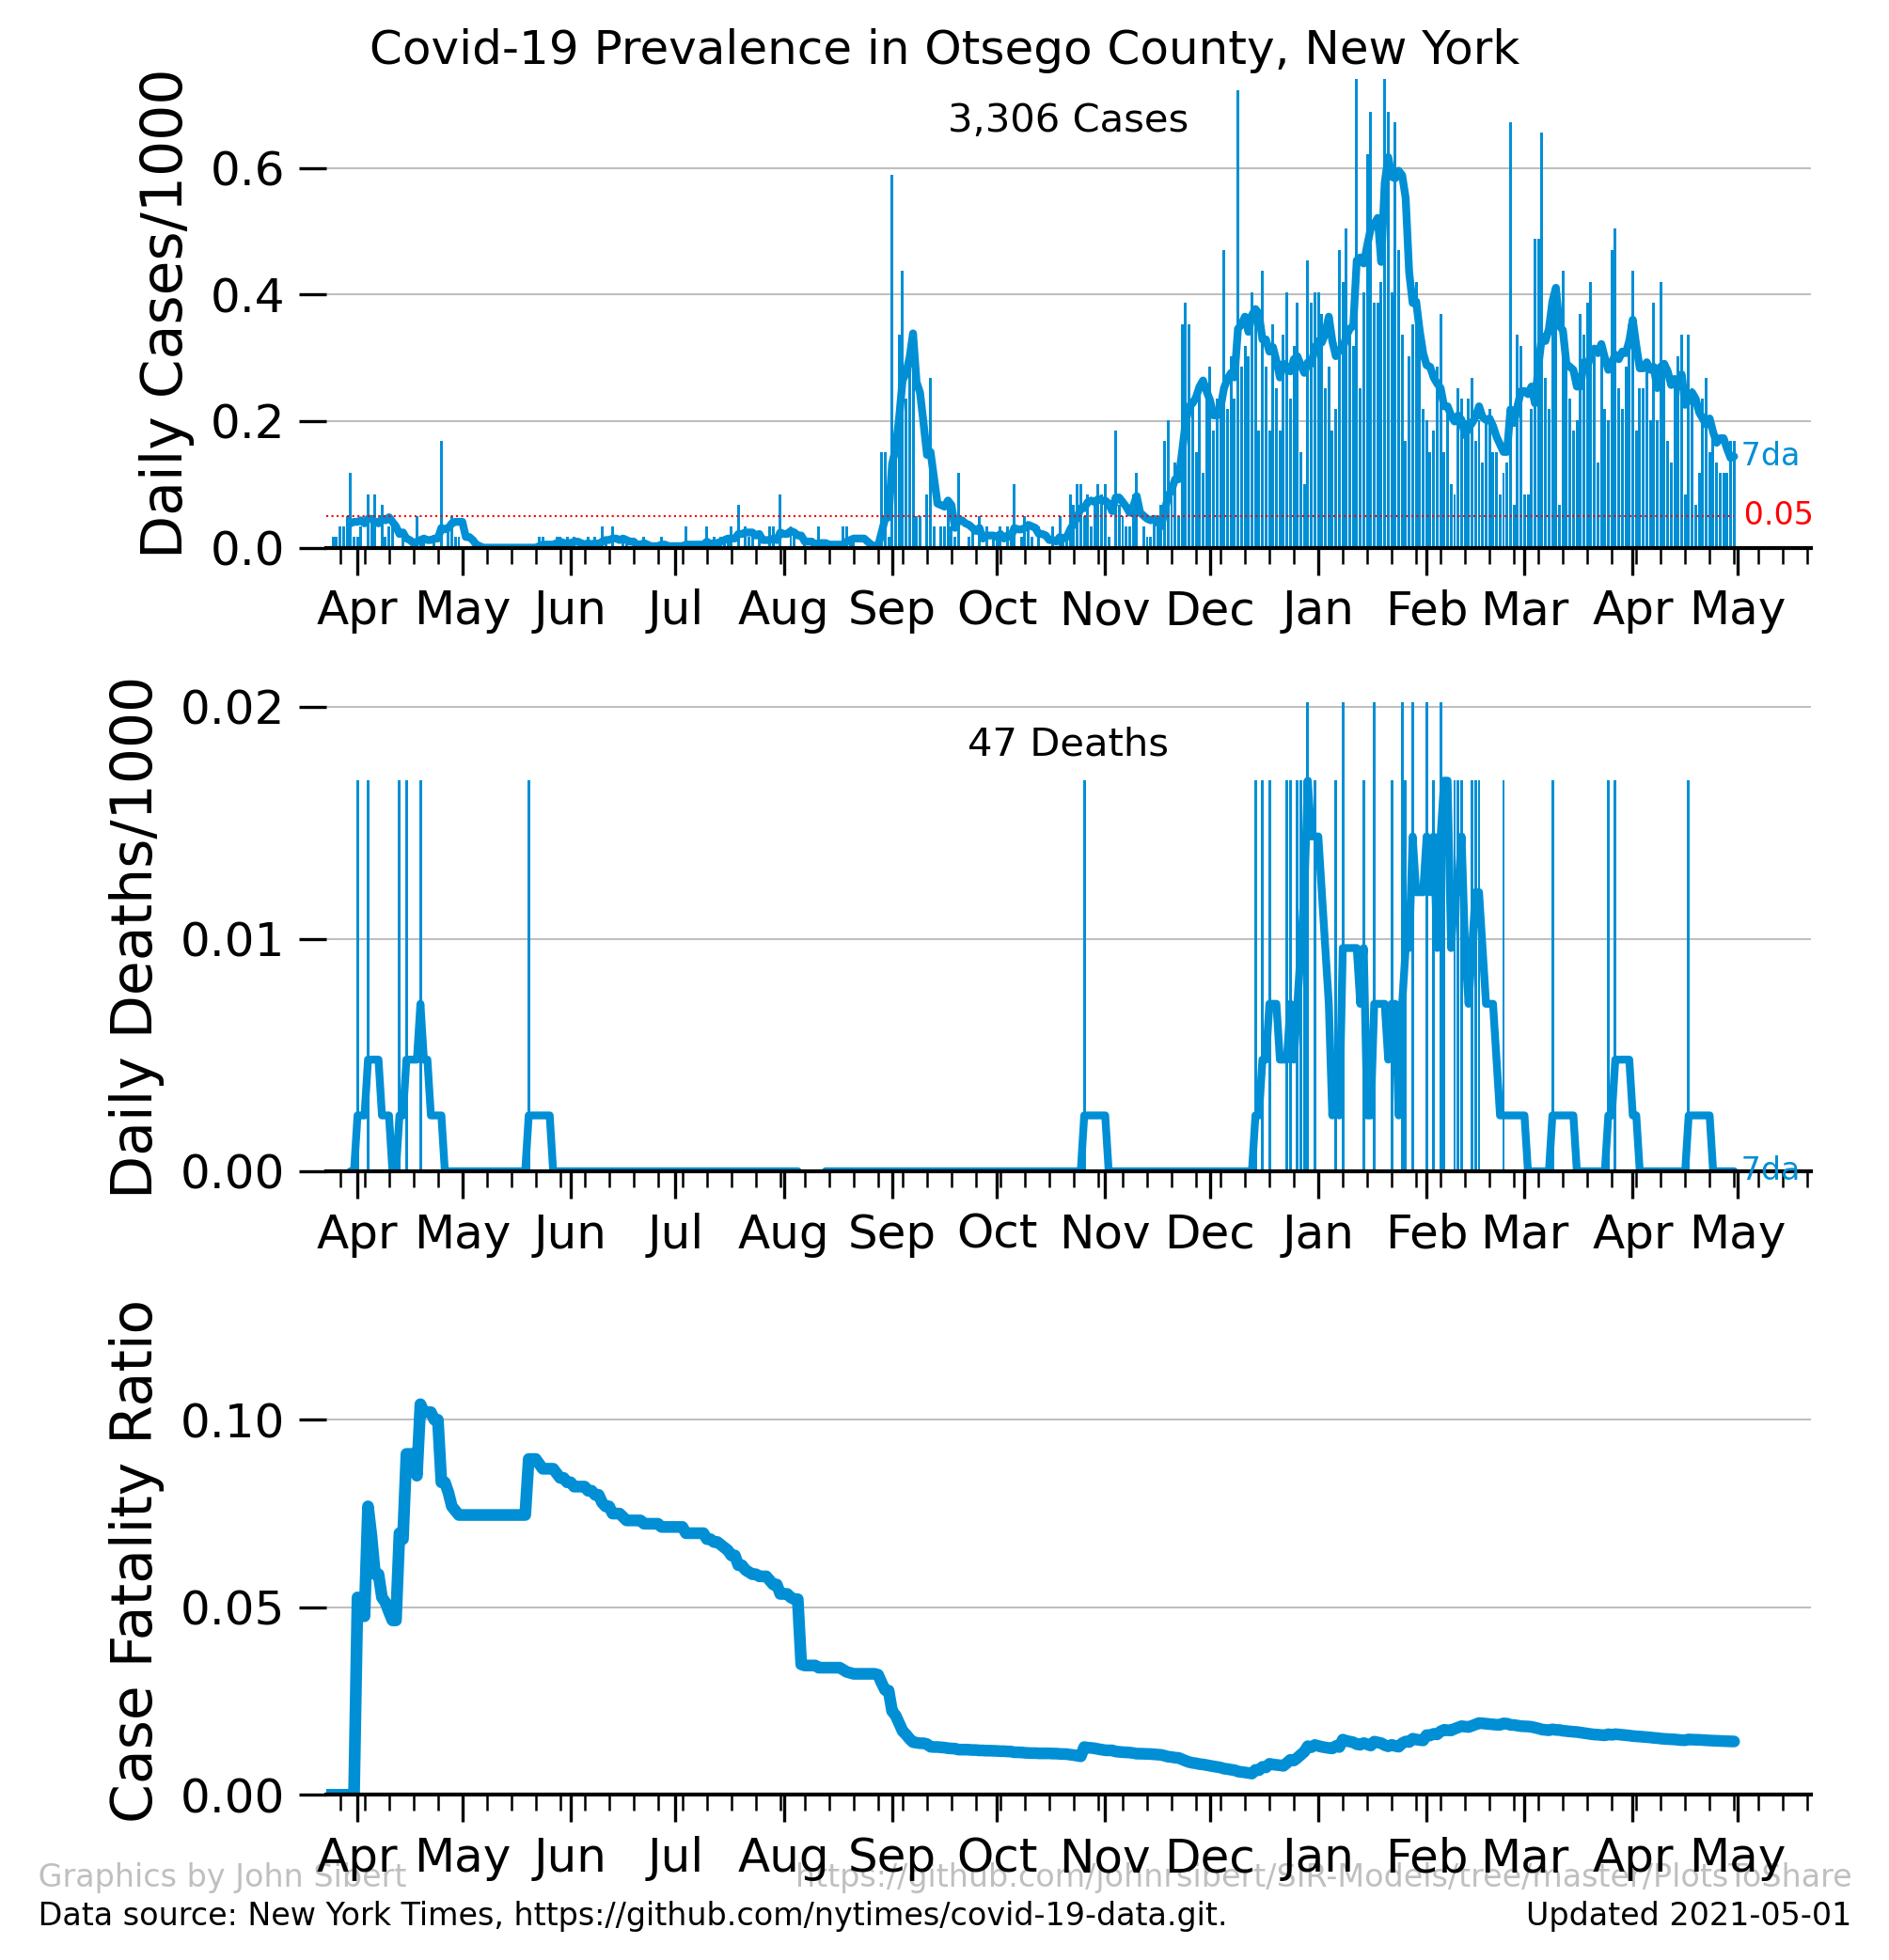 Covid-19 Prevalence in Otsego County, New York
Daily Cases/1000
3,306 Cases
0.6
0.4
0.2
0.0
7da
0.05
Apr May Jun Jul Aug Sep Oct Nov Dec Jan Feb Mar Apr May
Daily Deaths/1000
47 Deaths
0.02
0.01
0.00
7da
Apr May Jun Jul Aug Sep Oct Nov Dec Jan Feb Mar Apr May
Case Fatality Ratio
0.10
0.05
0.00
Apr May Jun Jul Aug Sep Oct Nov Dec Jan Feb Mar Apr May
Graphics by John Sibert https://github.com/johnrsibert/SIR-Models/tree/master/PlotsToShare
Data source: New York Times, https://github.com/nytimes/covid-19-data.git. Updated 2021-05-01